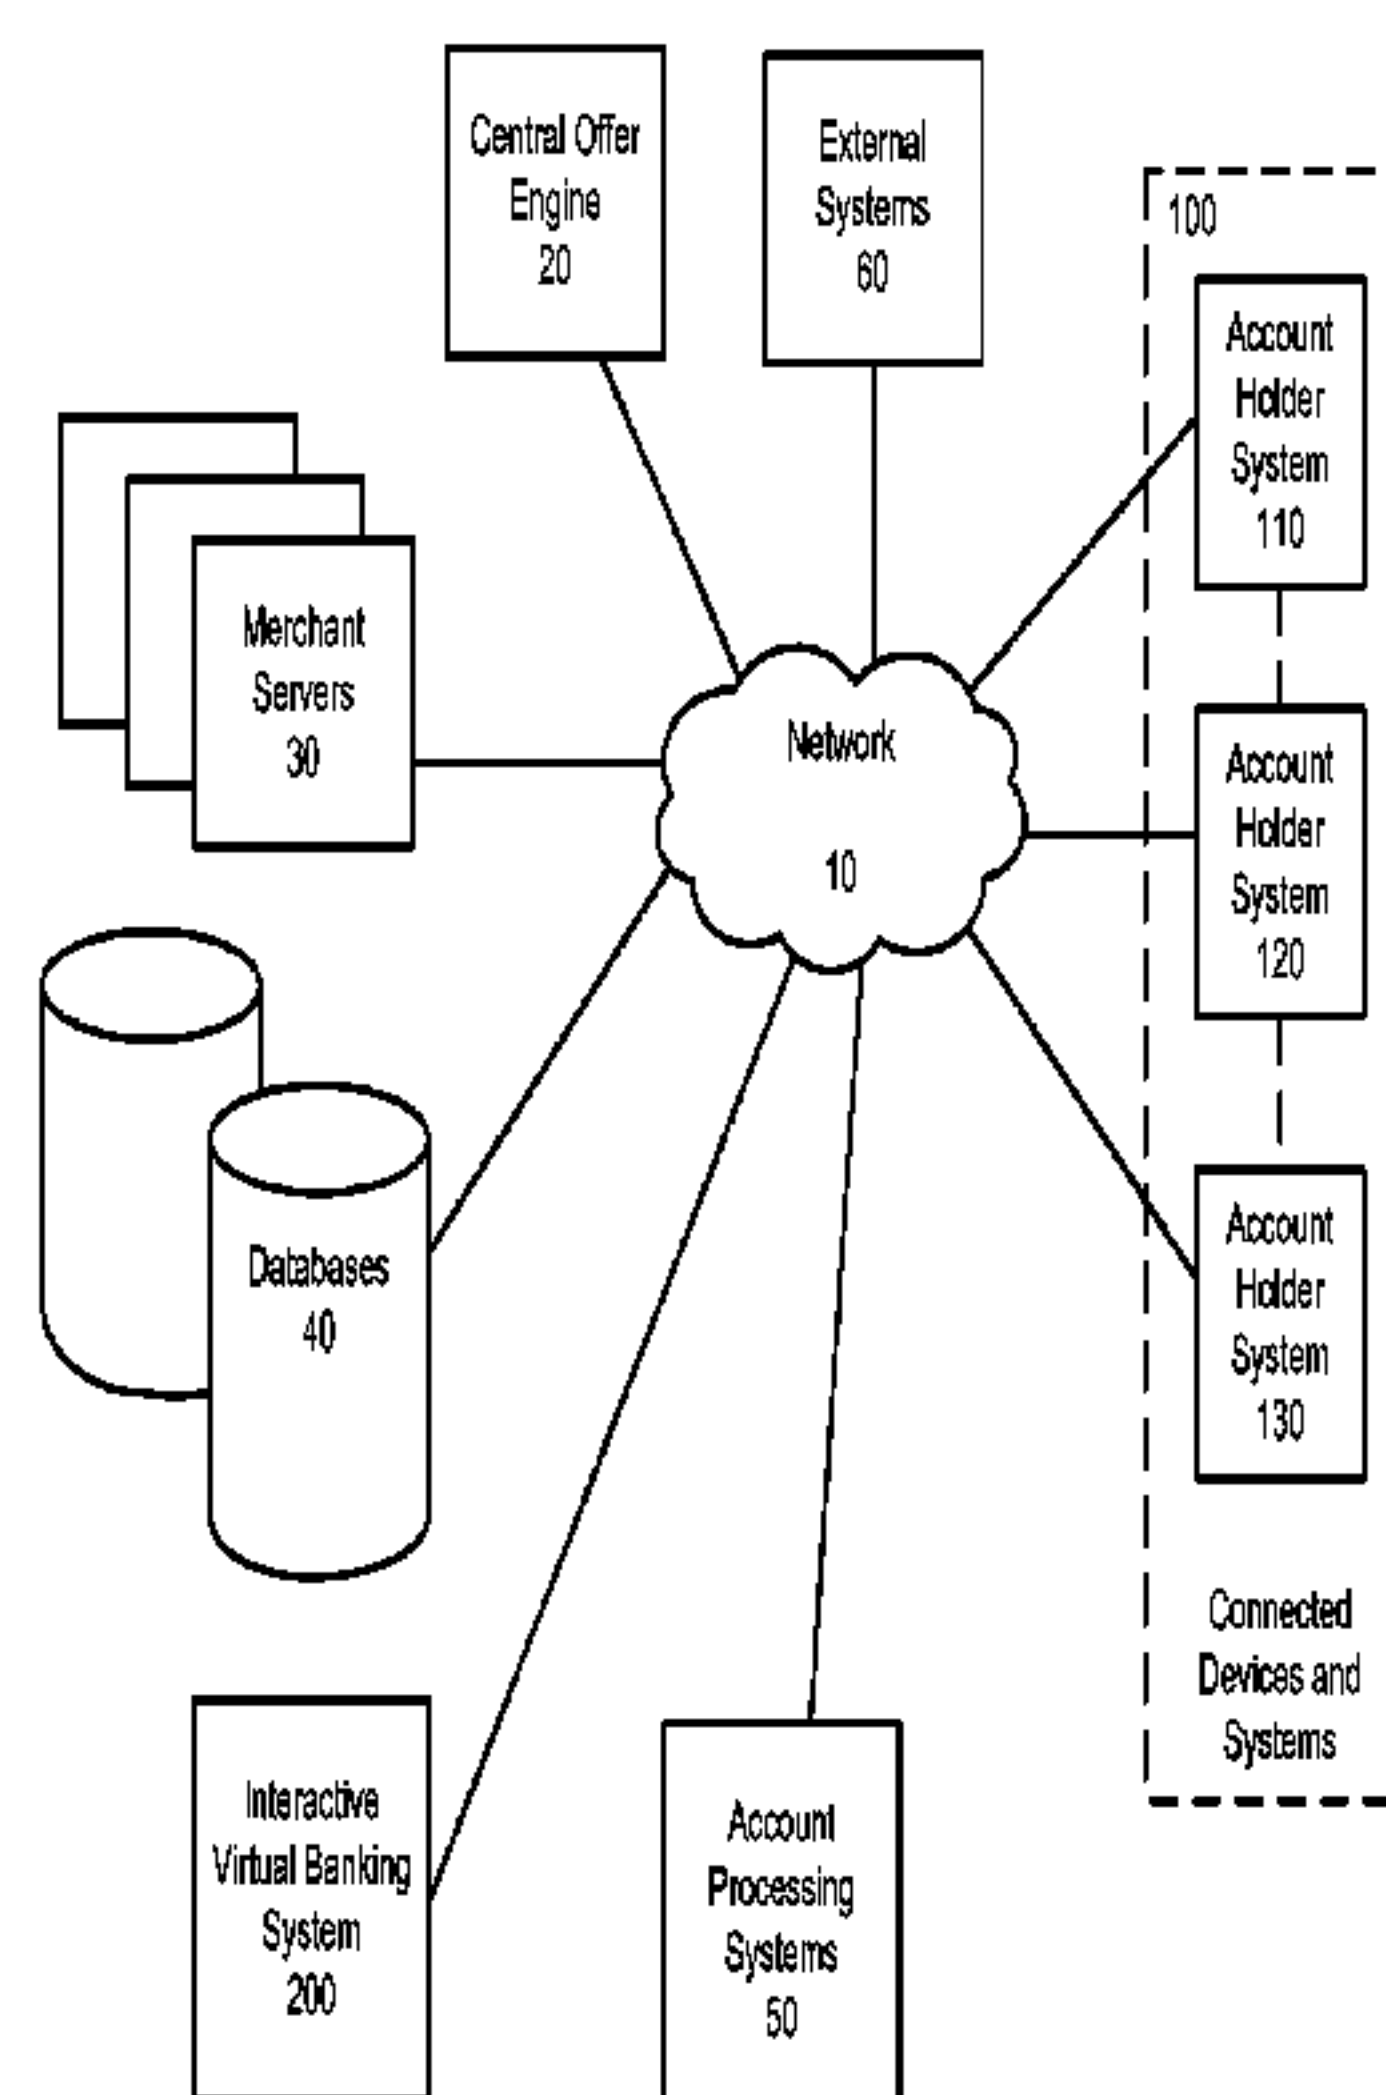 Central Offer
Engine
20
External
Systems
60
100
Account
Holder
System
110
Merchant
Servers
30
Network
10
Account
Holder
System
120
Databases
40
Account
Holder
System
130
Connected
Devices and
Systems
Interactive
Virtual Banking
System
200
Account
Processing
Systems
50